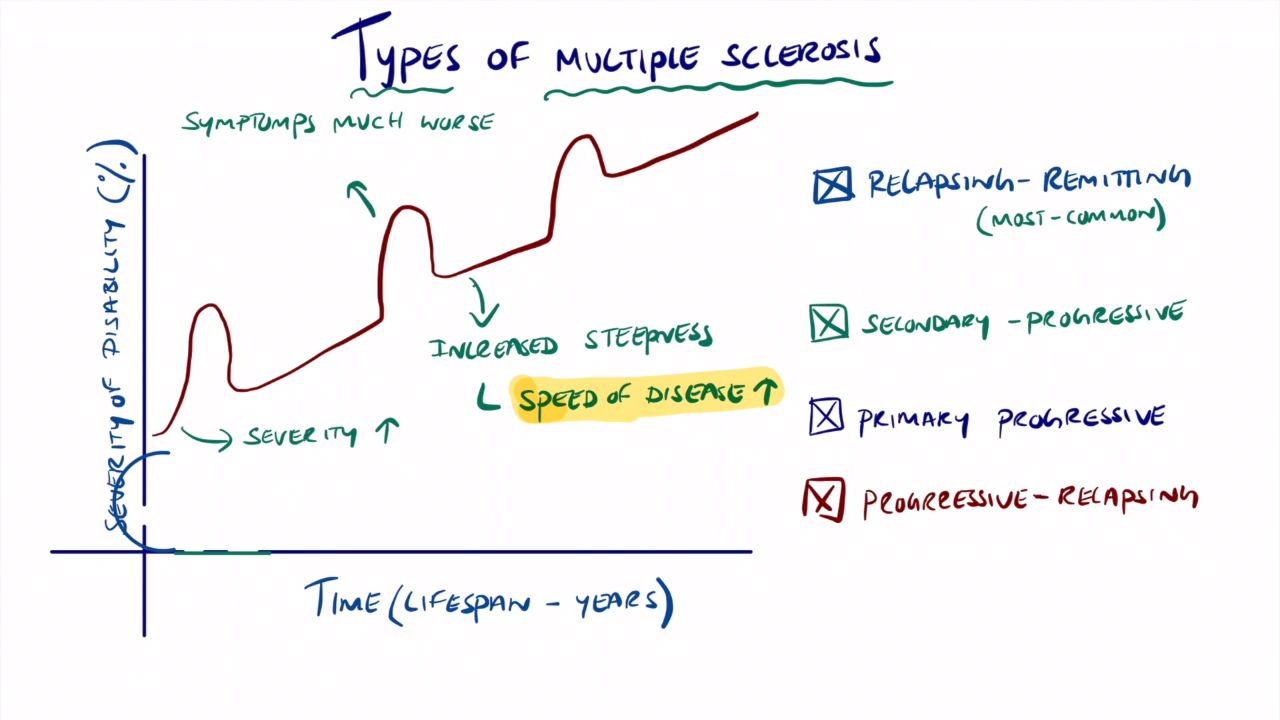 TYPES OF MULTIPLE SCLEROSIS
SYMPTOMPS MUCH WORSE
SEVERITY OF DISABILITY (%)
RELAPSING-REMITTING
(MOST-COMMON)
INCREASED STEEPNESS
SECONDARY-PROGRESSIVE
SPEED OF DISEASE ↑
SEVERITY ↑
PRIMARY PROGRESSIVE
PROGRESSIVE-RELAPSING
TIME (LIFESPAN - YEARS)